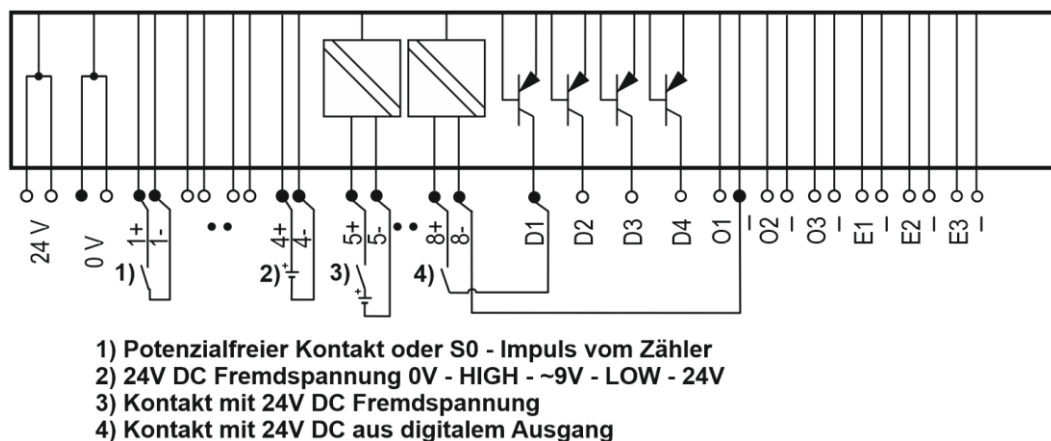 24 V 0 V 1+ 1- •• 4+ 4- 5+ 5- •• 8+ 8- D1 D2 D3 D4 O1 – O2 – O3 – E1 – E2 – E3 –
1) 2) + 3) + 4)
1) Potenzialfreier Kontakt oder S0 - Impuls vom Zähler
2) 24V DC Fremdspannung 0V - HIGH - ~9V - LOW - 24V
3) Kontakt mit 24V DC Fremdspannung
4) Kontakt mit 24V DC aus digitalem Ausgang